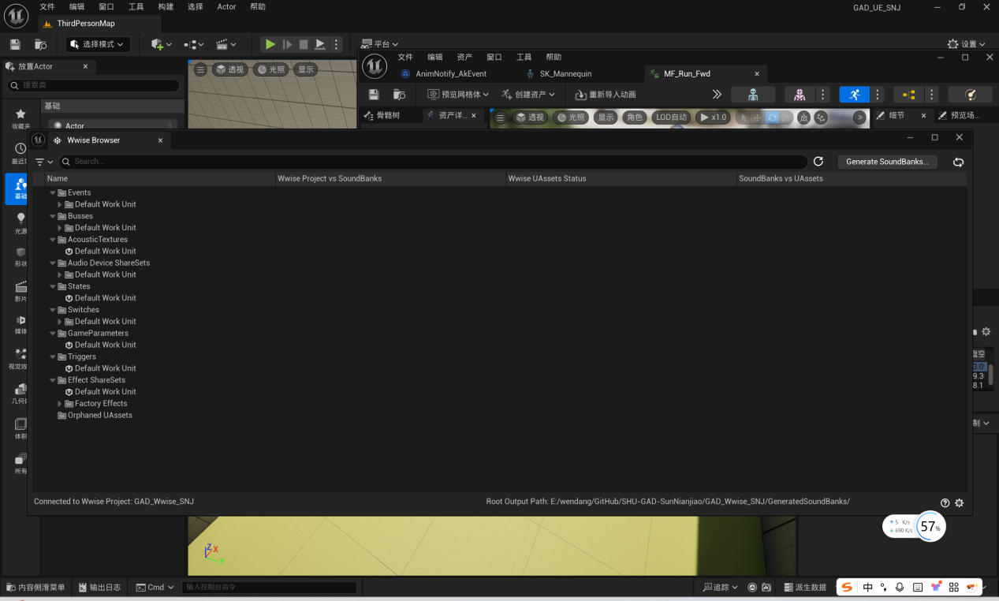 文件 编辑 窗口 工具 构建 选择 Actor 帮助
GAD_UE_SNJ
ThirdPersonMap
选择模式
平台
设置
文件 编辑 资产 窗口 工具 帮助
放置Actor
透视 光照 显示
AnimNotify_AkEvent SK_Mannequin MF_Run_Fwd
搜索类
预览网格体 创建资产 重新导入动画
基础
收藏夹
Actor
骨骼树 资产详...
透视 光照 显示 角色 LOD自动 x1.0
细节 预览场...
Wwise Browser
Search...
Generate SoundBanks...
Name Wwise Project vs SoundBanks Wwise UAssets Status SoundBanks vs UAssets
Events
Default Work Unit
Busses
Default Work Unit
AcousticTextures
Default Work Unit
Audio Device ShareSets
Default Work Unit
States
Default Work Unit
Switches
Default Work Unit
GameParameters
Default Work Unit
Triggers
Default Work Unit
Effect ShareSets
Default Work Unit
Factory Effects
Orphaned UAssets
最近
基础
光源
形状
影片
媒体
视觉效
几何
体积
所有
盘空
3.0
9.3
8.1
制
Connected to Wwise Project: GAD_Wwise_SNJ
Root Output Path: E:/wendang/GitHub/SHU-GAD-SunNianjiao/GAD_Wwise_SNJ/GeneratedSoundBanks/
5 K/s
690 K/s
57%
Z X
Y
内容侧滑菜单 输出日志 Cmd 输入控制台命令
追踪 派生数据
中